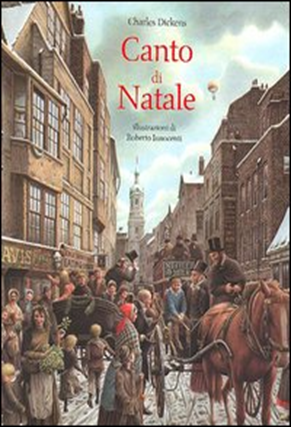 Charles Dickens
Canto
di
Natale
illustrazioni di
Roberto Innocenti